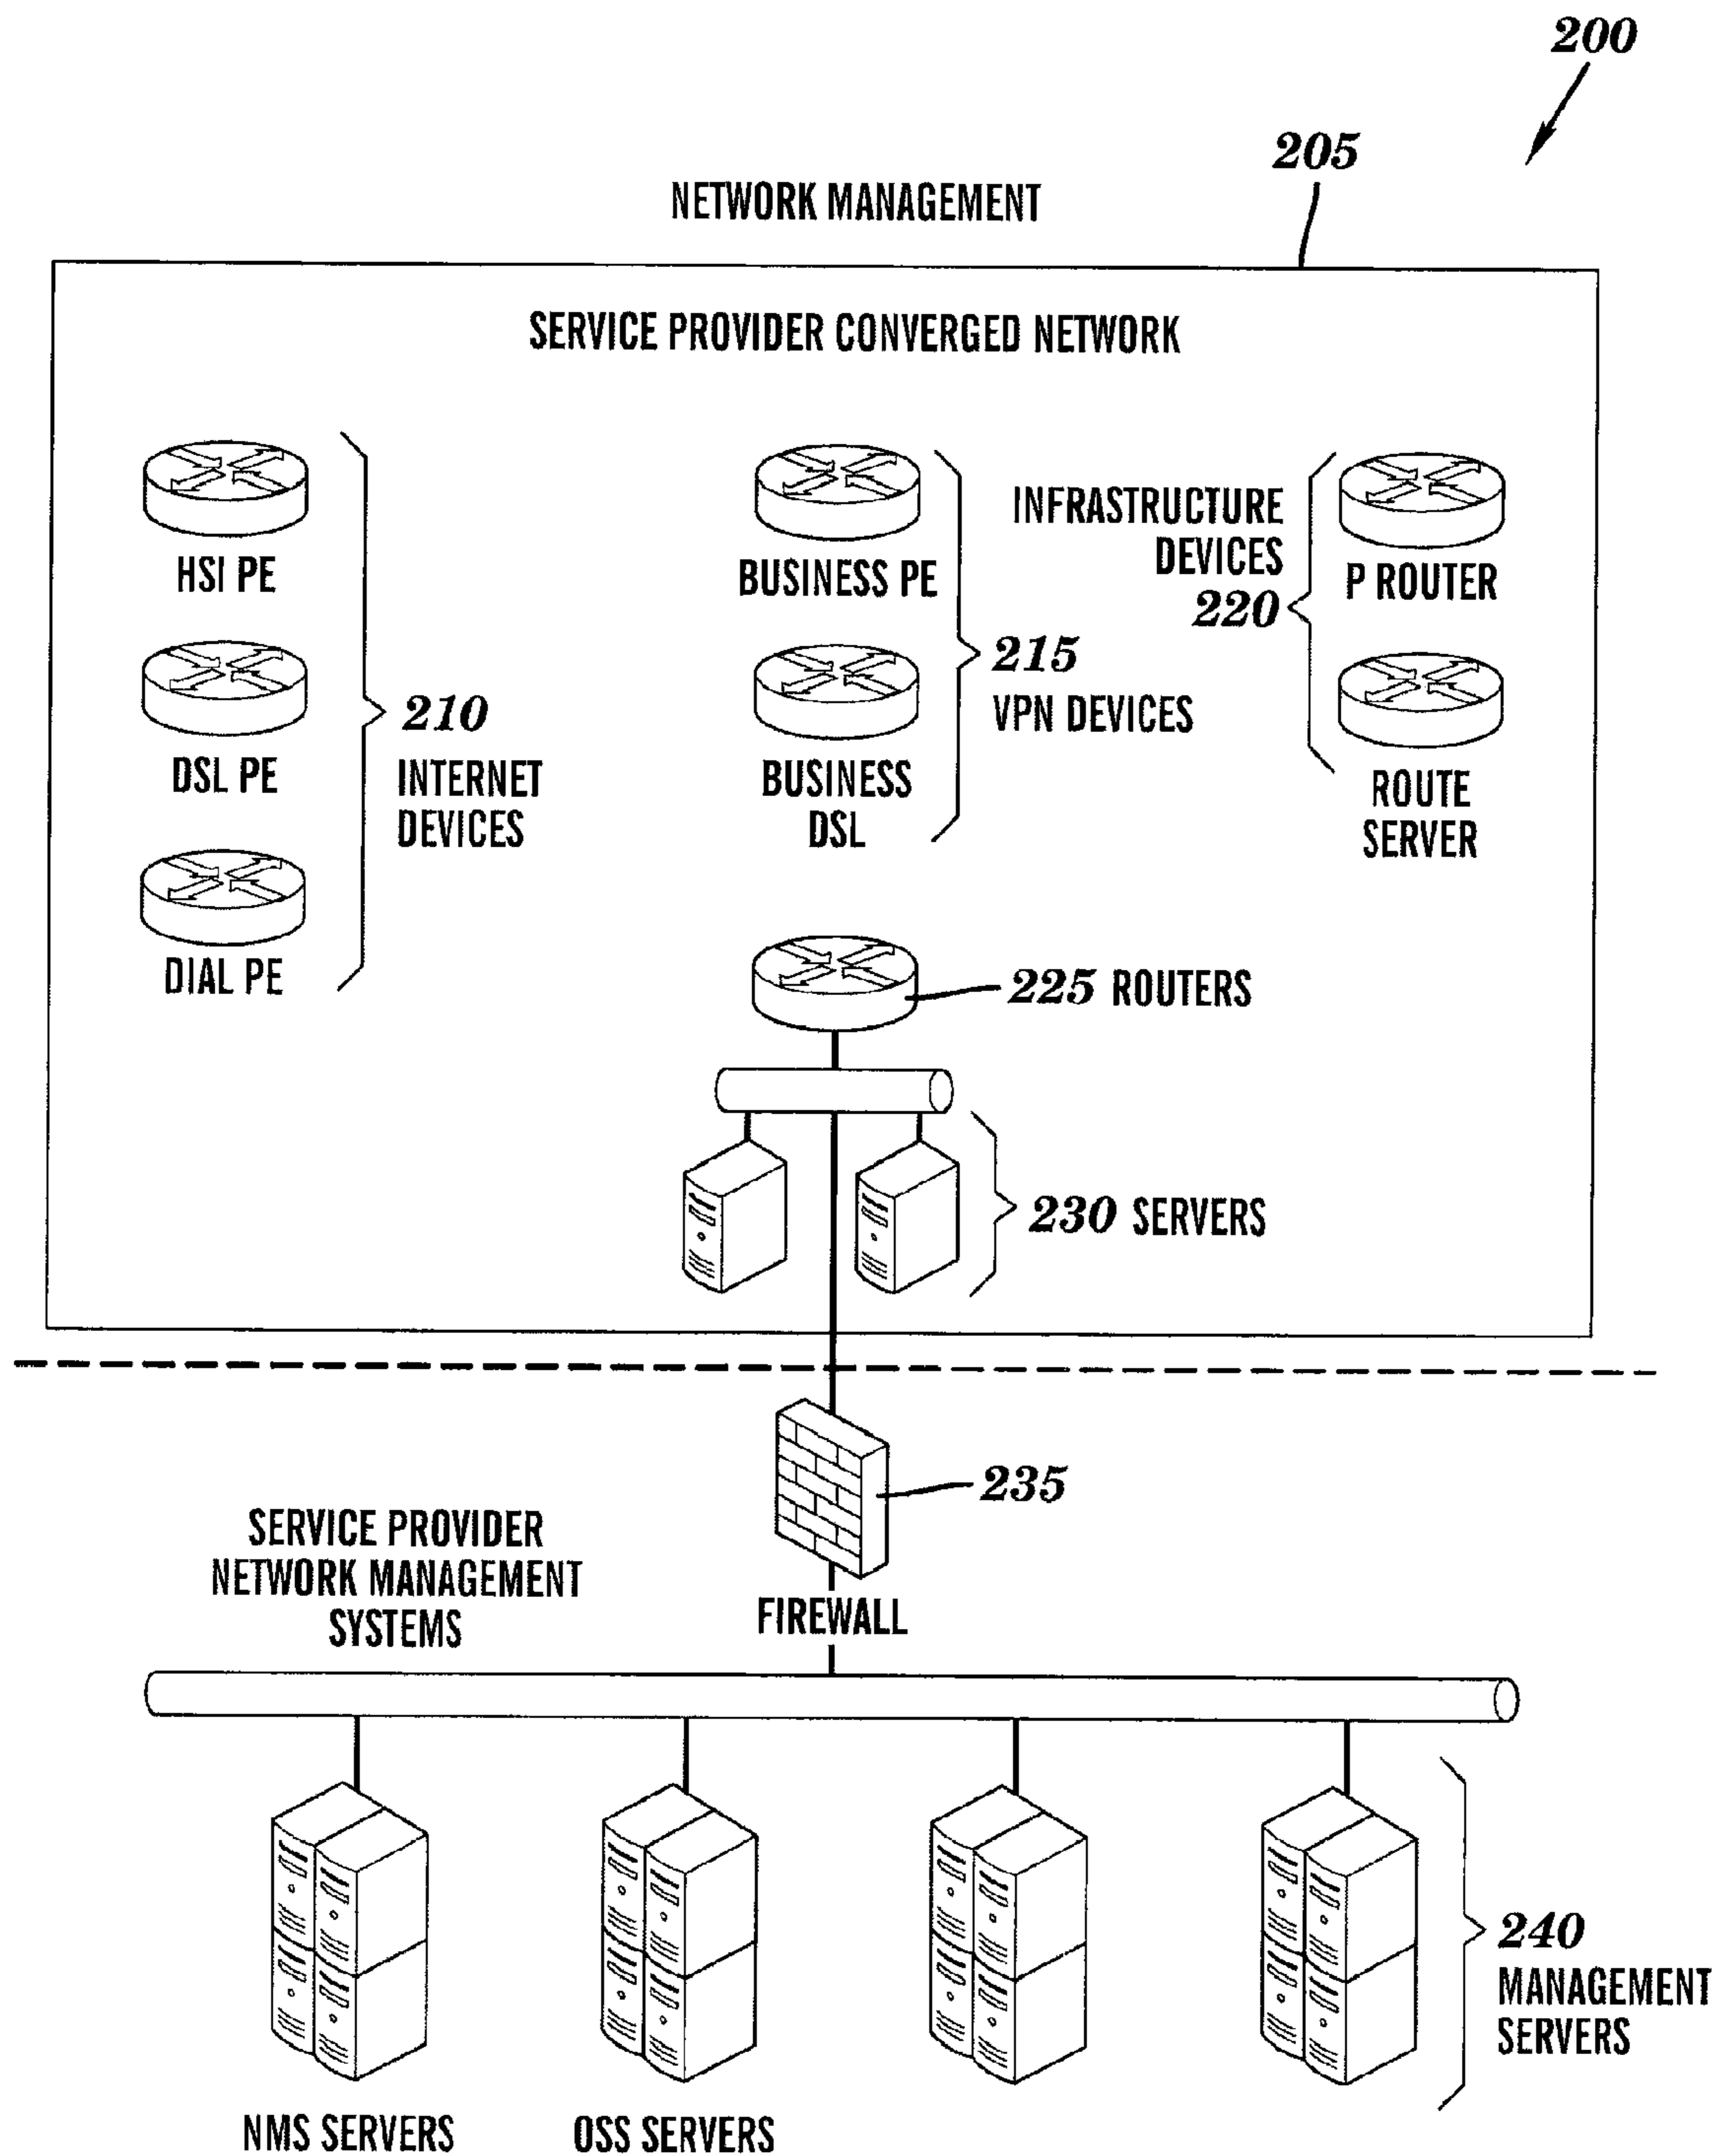 200
205
NETWORK MANAGEMENT
SERVICE PROVIDER CONVERGED NETWORK
HSI PE
DSL PE
DIAL PE
210
INTERNET
DEVICES
BUSINESS PE
BUSINESS
DSL
215
VPN DEVICES
INFRASTRUCTURE
DEVICES
220
P ROUTER
ROUTE
SERVER
225 ROUTERS
230 SERVERS
235
FIREWALL
SERVICE PROVIDER
NETWORK MANAGEMENT
SYSTEMS
240
MANAGEMENT
SERVERS
NMS SERVERS
OSS SERVERS